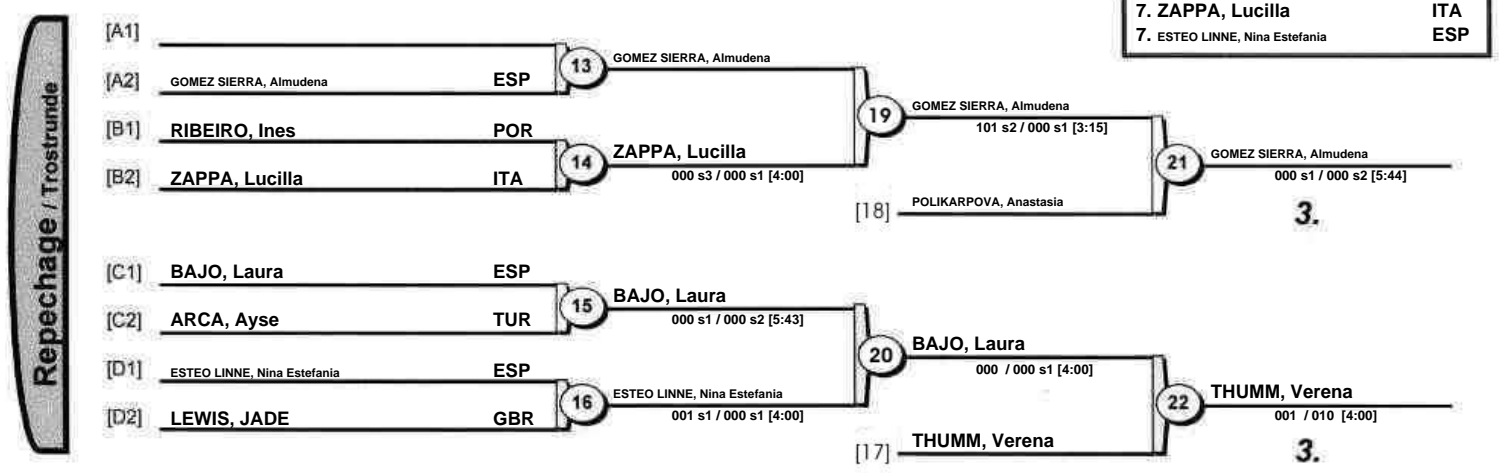 7. ZAPPA, Lucilla ITA
7. ESTEO LINNE, Nina Estefania ESP
Repechage / Trostrunde
[A1]
[A2] GOMEZ SIERRA, Almudena ESP
13 GOMEZ SIERRA, Almudena
[B1] RIBEIRO, Ines POR
[B2] ZAPPA, Lucilla ITA
14 ZAPPA, Lucilla
000 s3 / 000 s1 [4:00]
19 GOMEZ SIERRA, Almudena
101 s2 / 000 s1 [3:15]
[18] POLIKARPOVA, Anastasia
21 GOMEZ SIERRA, Almudena
000 s1 / 000 s2 [5:44]
3.
[C1] BAJO, Laura ESP
[C2] ARCA, Ayse TUR
15 BAJO, Laura
000 s1 / 000 s2 [5:43]
[D1] ESTEO LINNE, Nina Estefania ESP
[D2] LEWIS, JADE GBR
16 ESTEO LINNE, Nina Estefania
001 s1 / 000 s1 [4:00]
20 BAJO, Laura
000 / 000 s1 [4:00]
[17] THUMM, Verena
22 THUMM, Verena
001 / 010 [4:00]
3.